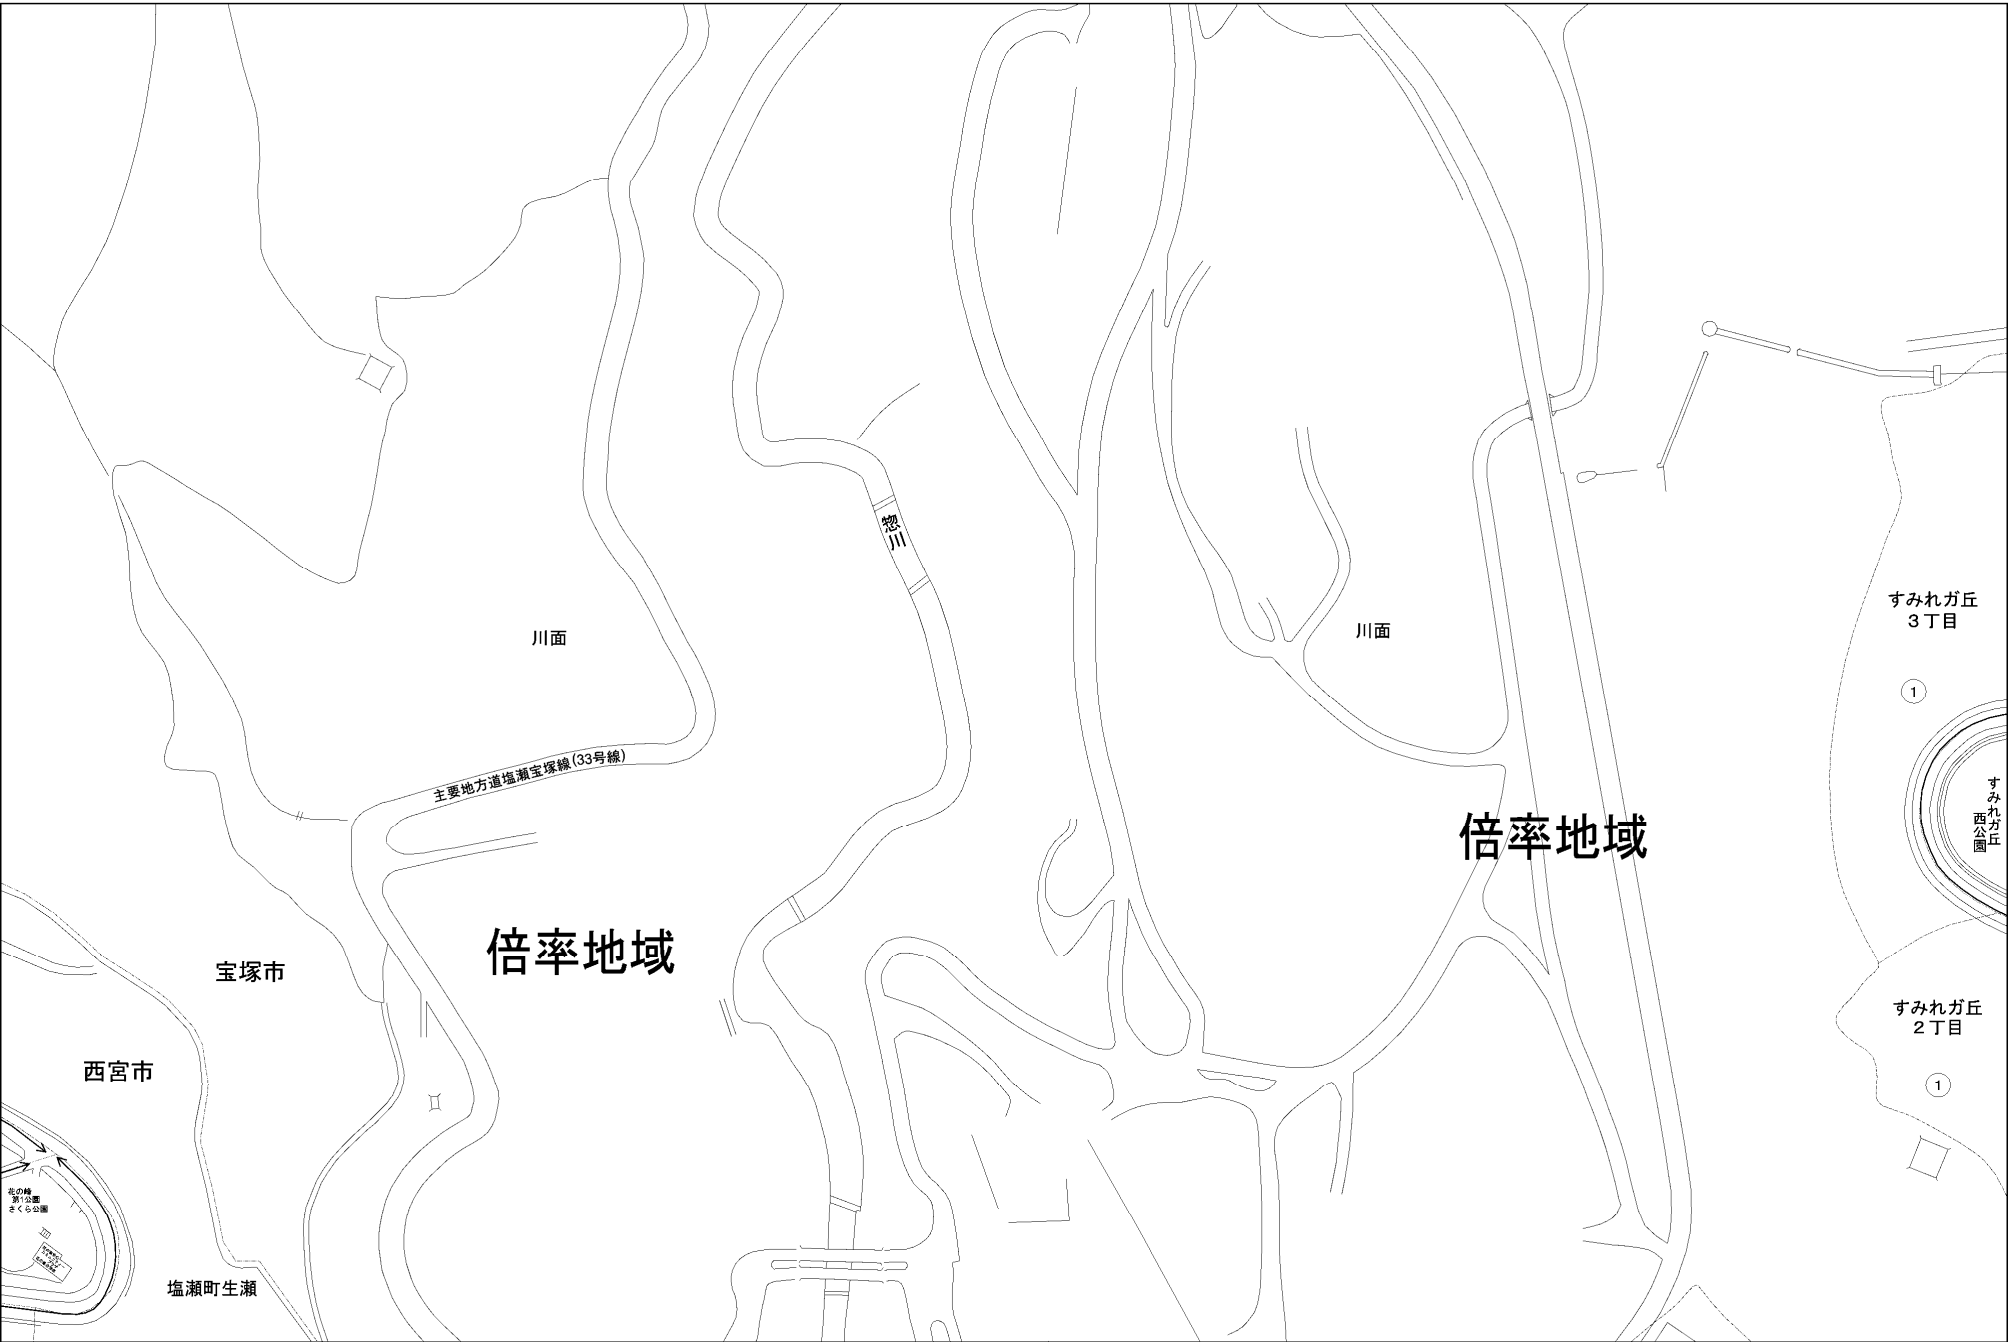 惣川
すみれガ丘
3丁目
川面
川面
1
主要地方道塩瀬宝塚線(33号線)
すみれガ丘
西公園
倍率地域
倍率地域
宝塚市
すみれガ丘
2丁目
西宮市
1
花の峰
第1公園
さくら公園
塩瀬町生瀬